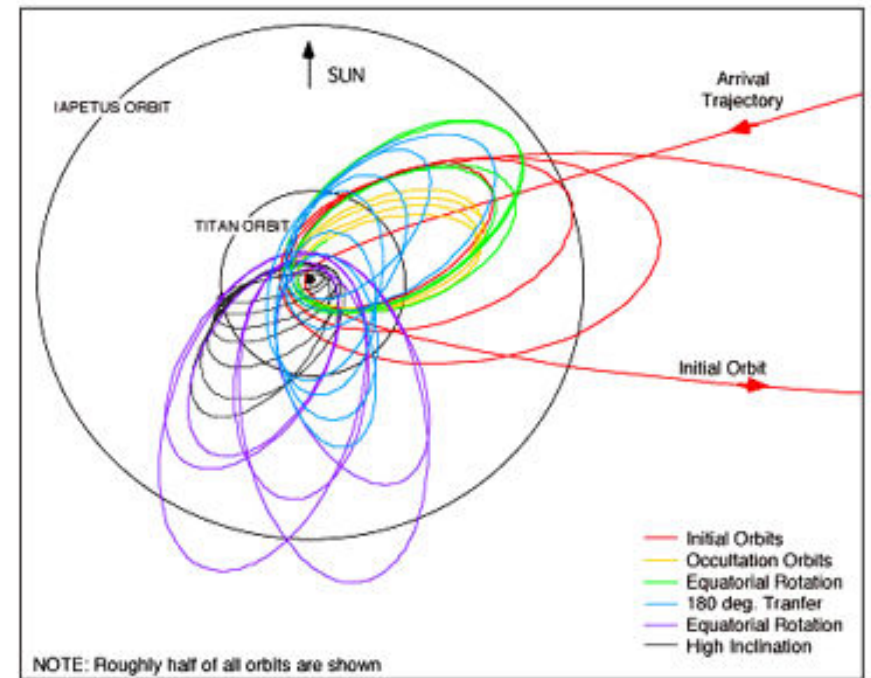 SUN
Arrival
Trajectory
IAPETUS ORBIT
TITAN ORBIT
Initial Orbit
Initial Orbits
Occultation Orbits
Equatorial Rotation
180 deg. Tranfer
Equatorial Rotation
High Inclination
NOTE: Roughly half of all orbits are shown